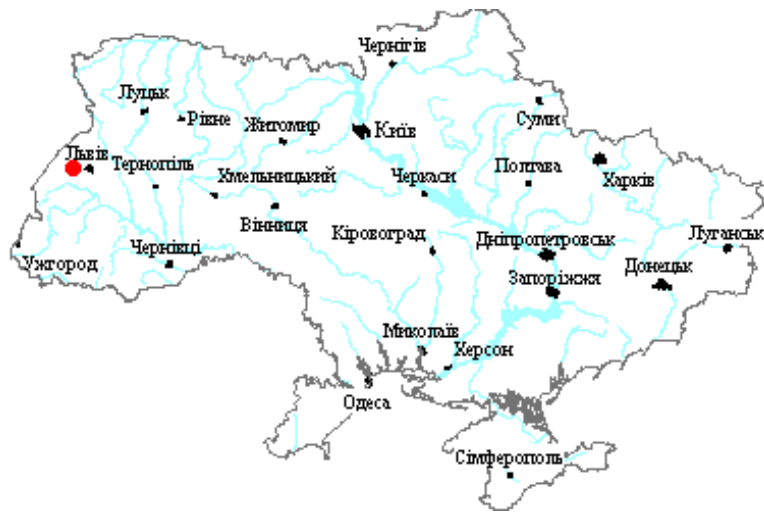 Чернігів
Луцьк
Рівне
Житомир
Київ
Суми
Львів
Тернопіль
Хмельницький
Черкаси
Полтава
Харків
Вінниця
Кіровоград
Дніпропетровськ
Луганськ
Ужгород
Чернівці
Запоріжжя
Донецьк
Миколаїв
Херсон
Одеса
Сімферополь